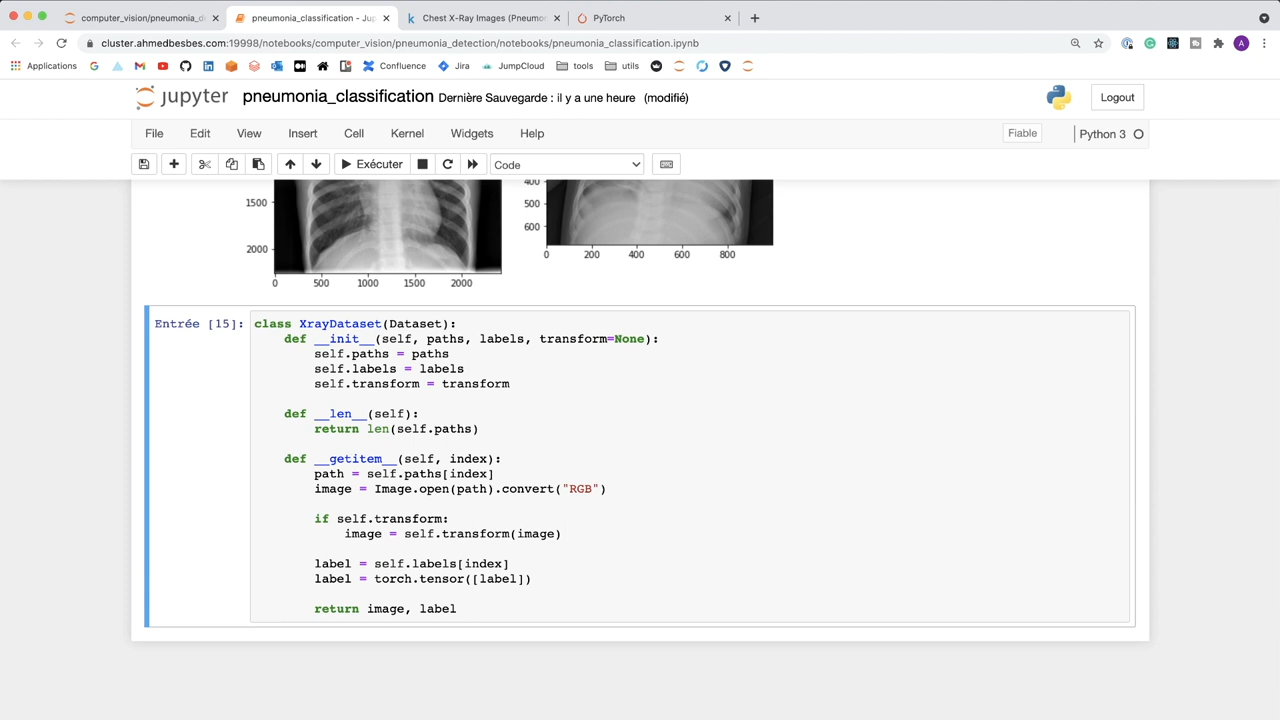 computer_vision/pneumonia_d
pneumonia_classification - Jup
Chest X-Ray Images (Pneumon
PyTorch
cluster.ahmedbesbes.com:19998/notebooks/computer_vision/pneumonia_detection/notebooks/pneumonia_classification.ipynb
Applications
Confluence
Jira
JumpCloud
tools
utils
jupyter pneumonia_classification Dernière Sauvegarde : il y a une heure (modifié)
Logout
File Edit View Insert Cell Kernel Widgets Help
Fiable
Python 3
Exécuter
Code
1500
2000
0 500 1000 1500 2000
400
500
600
0 200 400 600 800
Entrée [15]:
class XrayDataset(Dataset):
    def __init__(self, paths, labels, transform=None):
        self.paths = paths
        self.labels = labels
        self.transform = transform
    def __len__(self):
        return len(self.paths)
    def __getitem__(self, index):
        path = self.paths[index]
        image = Image.open(path).convert("RGB")
        if self.transform:
            image = self.transform(image)
        label = self.labels[index]
        label = torch.tensor([label])
        return image, label